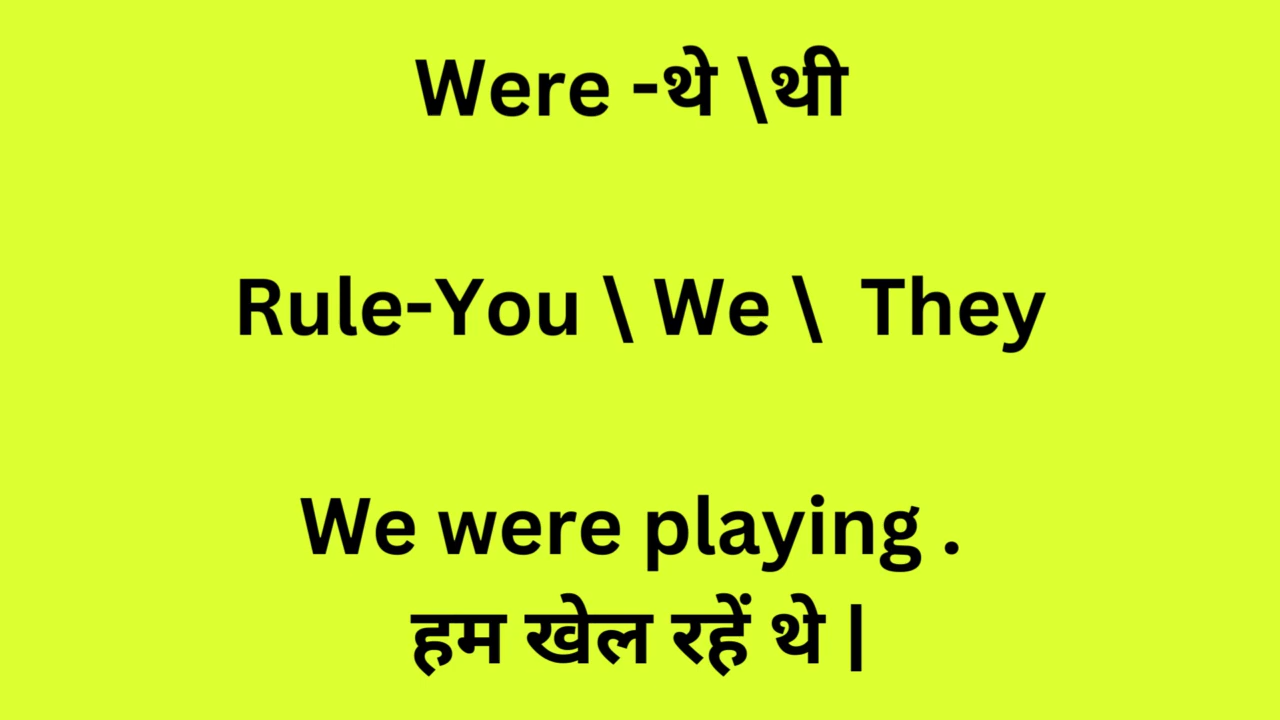 Were -थे \थी
Rule-You \ We \ They
We were playing .
हम खेल रहें थे |